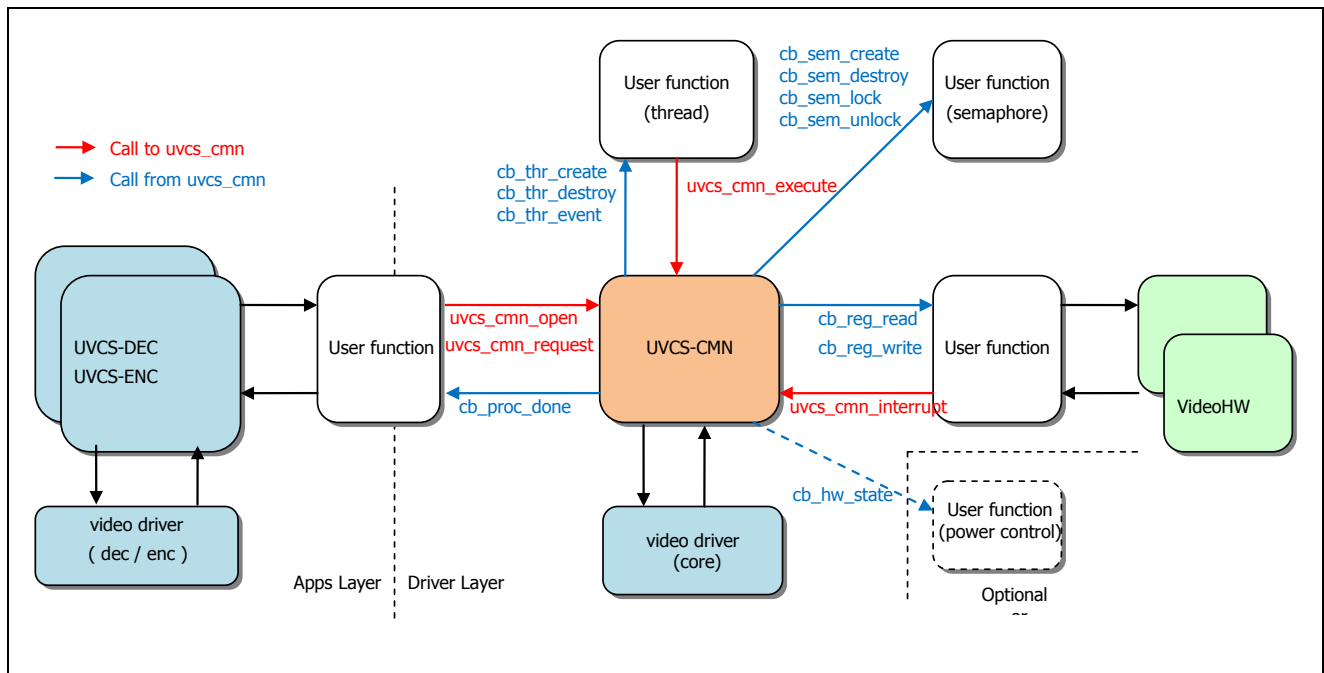 User function
(thread)
cb_sem_create
cb_sem_destroy
cb_sem_lock
cb_sem_unlock
User function
(semaphore)
Call to uvcs_cmn
Call from uvcs_cmn
cb_thr_create
cb_thr_destroy
cb_thr_event
uvcs_cmn_execute
UVCS-DEC
UVCS-ENC
User function
uvcs_cmn_open
uvcs_cmn_request
cb_proc_done
UVCS-CMN
cb_reg_read
cb_reg_write
uvcs_cmn_interrupt
User function
VideoHW
video driver
( dec / enc )
Apps Layer
Driver Layer
video driver
(core)
cb_hw_state
User function
(power control)
Optional